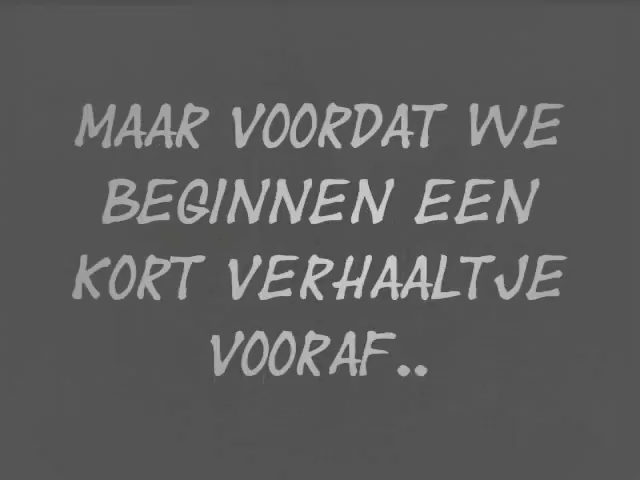 MAAR VOORDAT WE
BEGINNEN EEN
KORT VERHAALTJE
VOORAF..